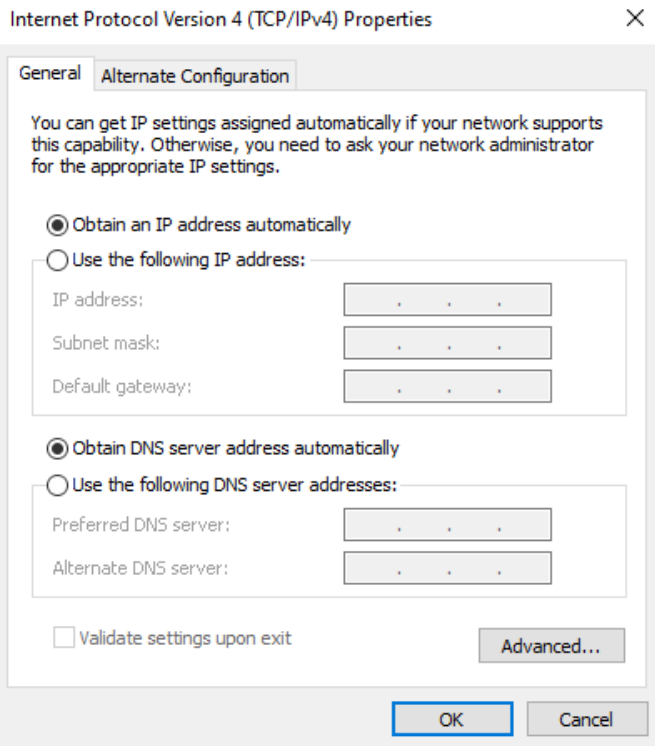 Internet Protocol Version 4 (TCP/IPv4) Properties
General
Alternate Configuration
You can get IP settings assigned automatically if your network supports
this capability. Otherwise, you need to ask your network administrator
for the appropriate IP settings.
Obtain an IP address automatically
Use the following IP address:
IP address:
Subnet mask:
Default gateway:
Obtain DNS server address automatically
Use the following DNS server addresses:
Preferred DNS server:
Alternate DNS server:
Validate settings upon exit
Advanced...
OK
Cancel